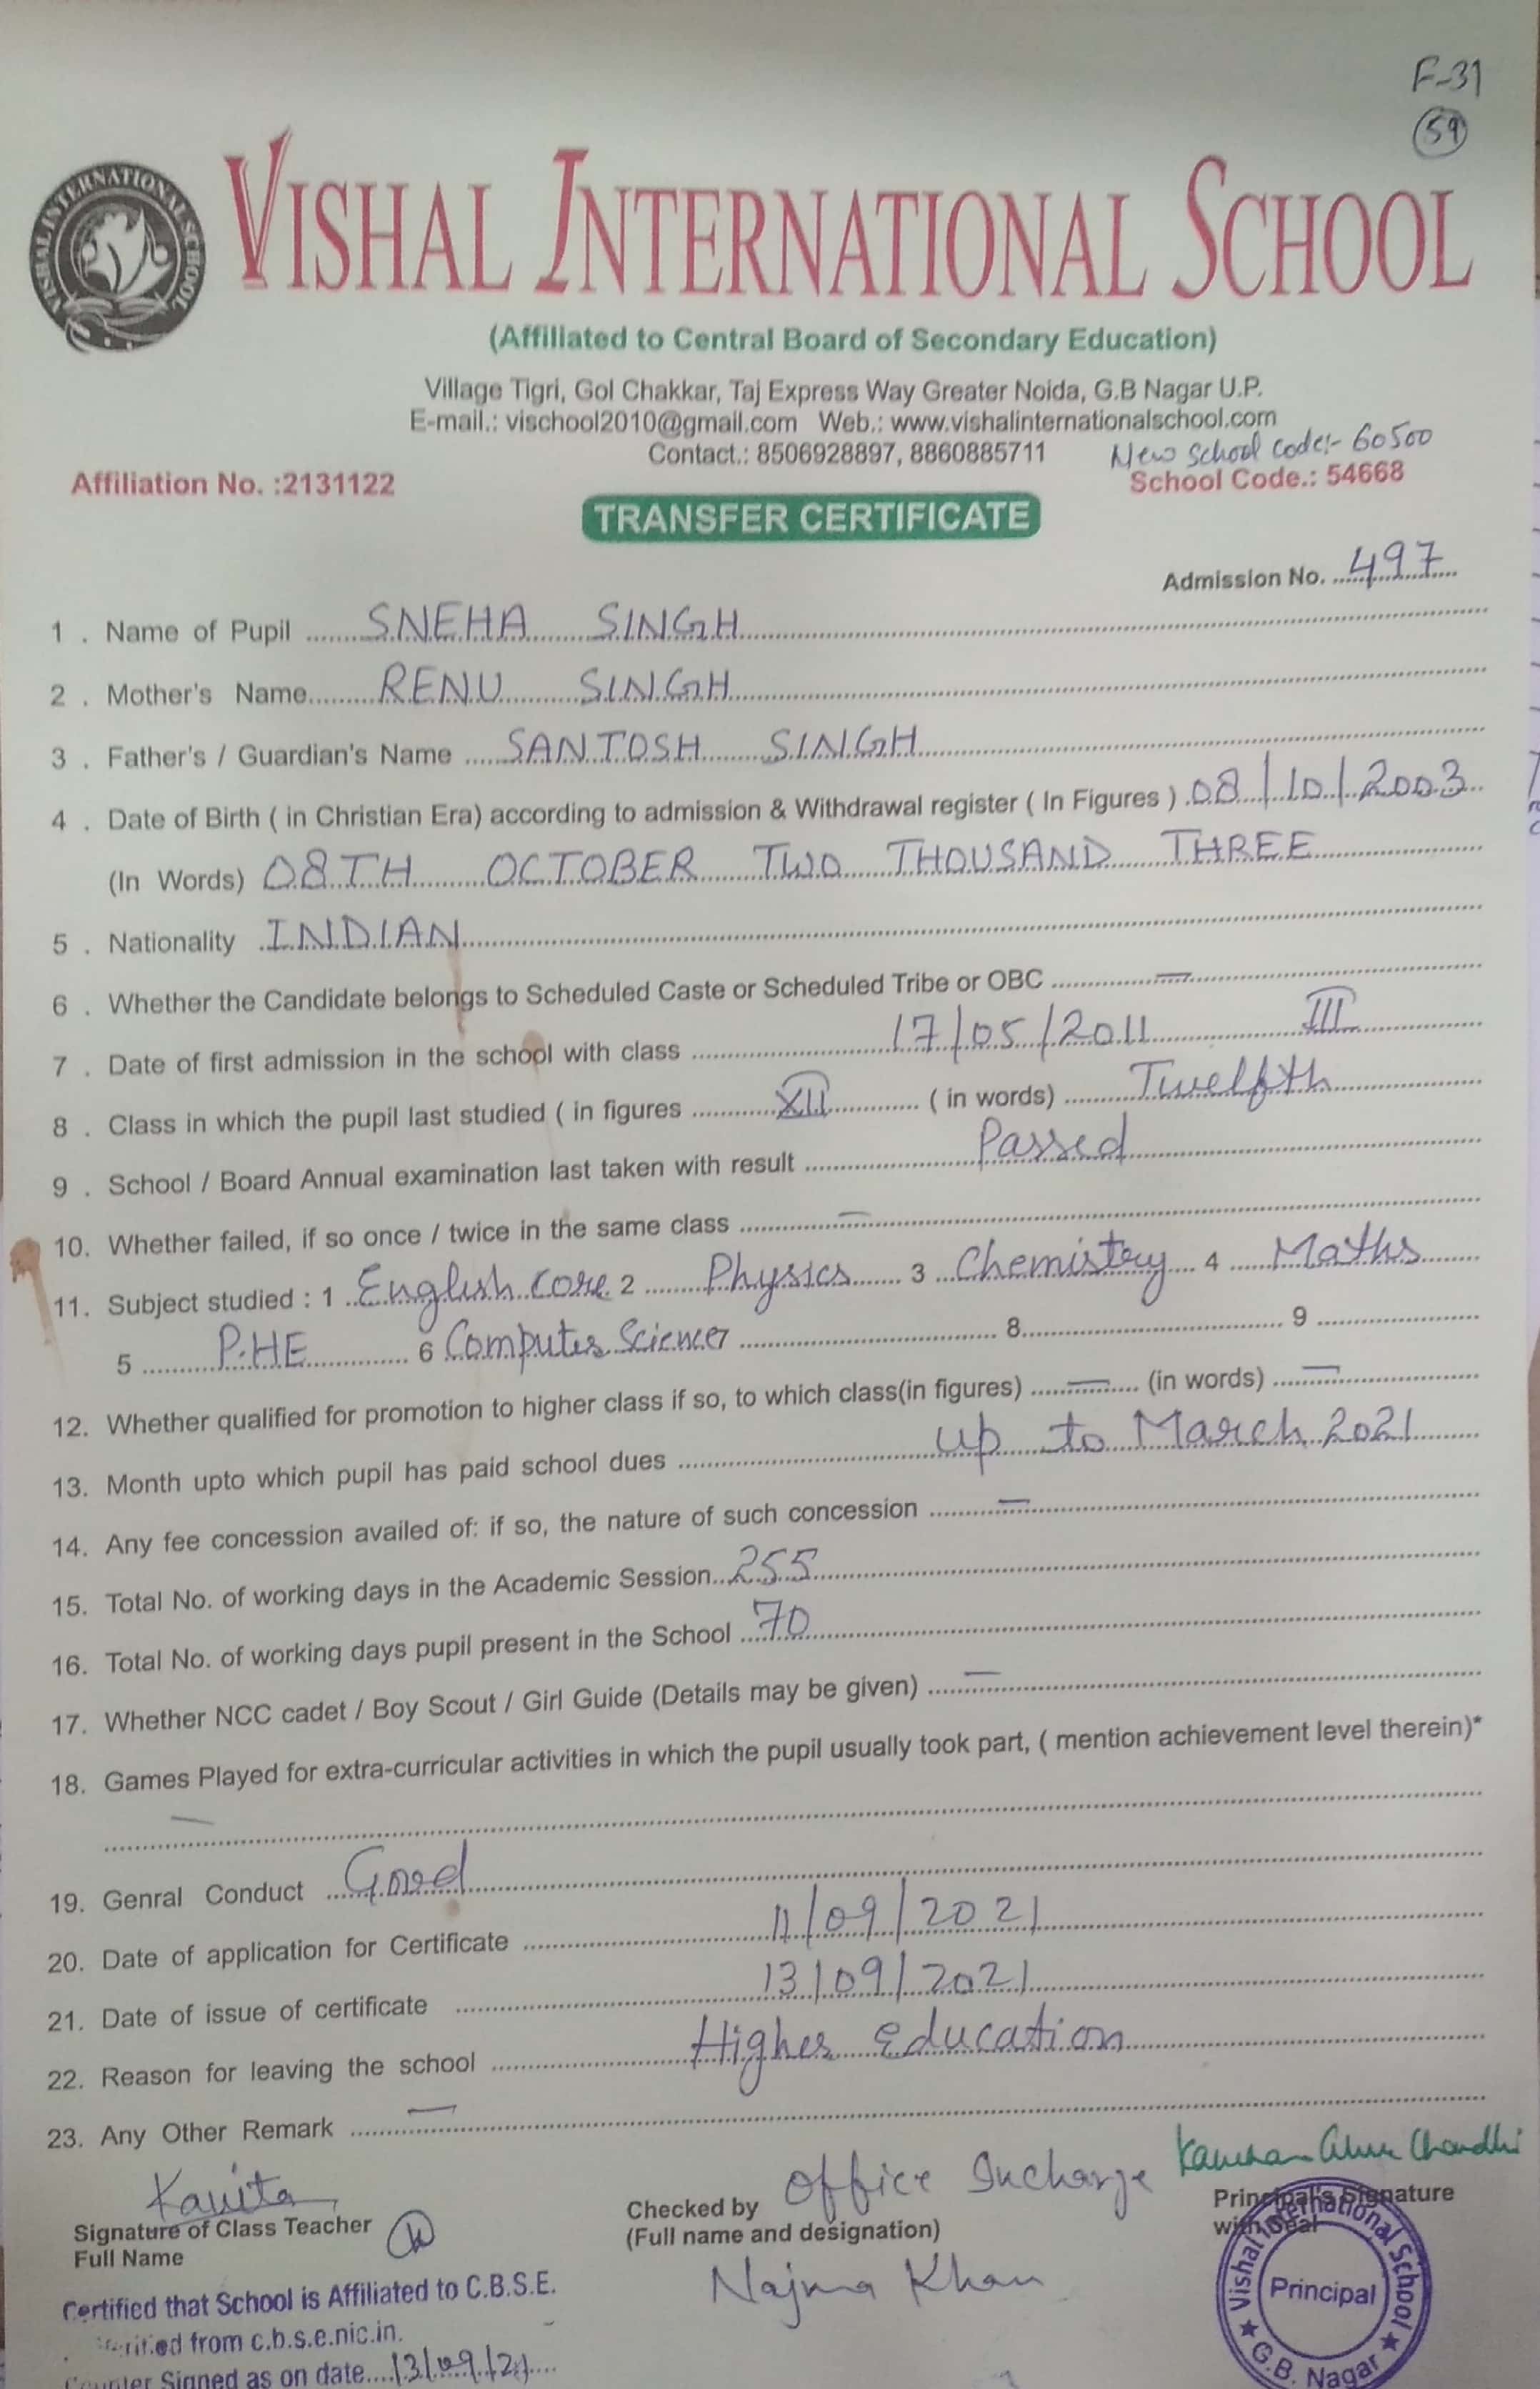 F-31
59
VISHAL INTERNATIONAL SCHOOL
VISHAL INTERNATIONAL SCHOOL
(Affiliated to Central Board of Secondary Education)
Village Tigri, Gol Chakkar, Taj Express Way Greater Noida, G.B Nagar U.P.
E-mail.: vischool2010@gmail.com Web.: www.vishalinternationalschool.com
Contact.: 8506928897, 8860885711 New School code:- 60500
Affiliation No. :2131122 School Code.: 54668
TRANSFER CERTIFICATE
Admission No. 497
1 . Name of Pupil SNEHA SINGH
2 . Mother's Name RENU SINGH
3 . Father's / Guardian's Name SANTOSH SINGH
4 . Date of Birth ( in Christian Era) according to admission & Withdrawal register ( In Figures ) 08/10/2003
(In Words) 08TH OCTOBER TWO THOUSAND THREE
5 . Nationality INDIAN
6 . Whether the Candidate belongs to Scheduled Caste or Scheduled Tribe or OBC —
7 . Date of first admission in the school with class 17/05/2011 III
8 . Class in which the pupil last studied ( in figures XII ( in words) Twelfth
9 . School / Board Annual examination last taken with result Passed
10. Whether failed, if so once / twice in the same class —
11. Subject studied : 1 English core 2 Physics 3 Chemistry 4 Maths
5 P.HE 6 Computer Science 8 9
12. Whether qualified for promotion to higher class if so, to which class(in figures) — (in words) —
13. Month upto which pupil has paid school dues up to March 2021
14. Any fee concession availed of: if so, the nature of such concession —
15. Total No. of working days in the Academic Session 255
16. Total No. of working days pupil present in the School 70
17. Whether NCC cadet / Boy Scout / Girl Guide (Details may be given) —
18. Games Played for extra-curricular activities in which the pupil usually took part, ( mention achievement level therein)*
—
19. Genral Conduct Good
20. Date of application for Certificate 11/09/2021
21. Date of issue of certificate 13/09/2021
22. Reason for leaving the school Higher Education
23. Any Other Remark —
Kavita Office Incharge
Signature of Class Teacher Checked by Principal's Signature
Full Name (Full name and designation) with Seal
Najma Khan
Certified that School is Affiliated to C.B.S.E.
from c.b.s.e.nic.in.
Signed as on date....13/09/21....
Vishal International School
Principal
★ G.B. Nagar ★